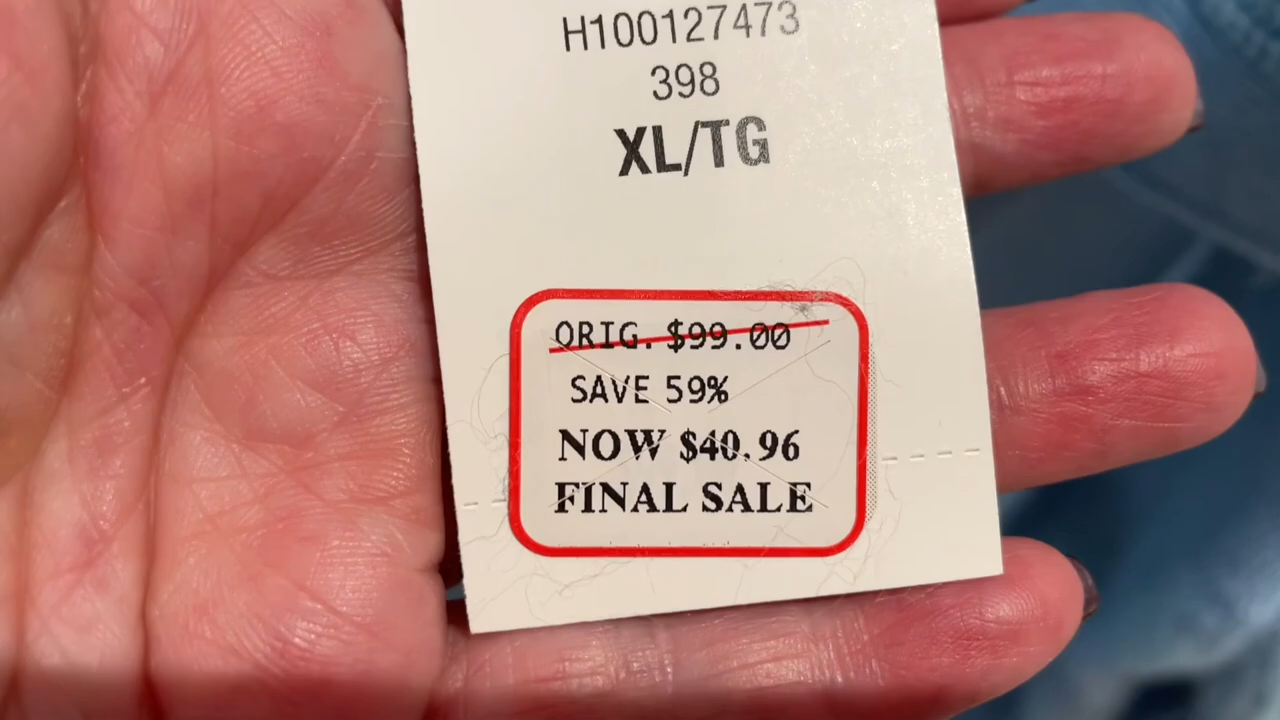 H100127473
398
XL/TG
ORIG. $99.00
SAVE 59%
NOW $40.96
FINAL SALE